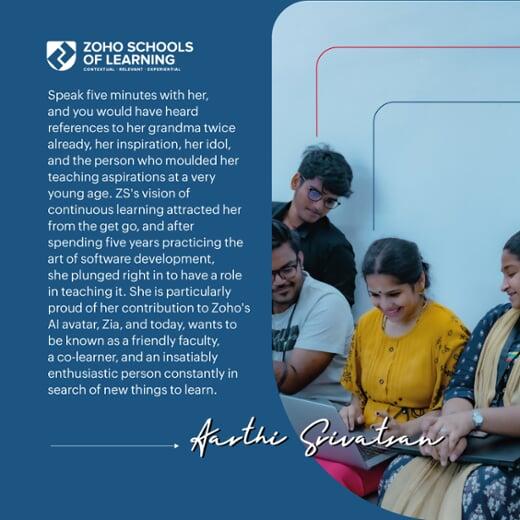 ZOHO SCHOOLS
OF LEARNING
CONTEXTUAL · RELEVANT · EXPERIENTIAL
Speak five minutes with her,
and you would have heard
references to her grandma twice
already, her inspiration, her idol,
and the person who moulded her
teaching aspirations at a very
young age. ZS's vision of
continuous learning attracted her
from the get go, and after
spending five years practicing the
art of software development,
she plunged right in to have a role
in teaching it. She is particularly
proud of her contribution to Zoho's
AI avatar, Zia, and today, wants to
be known as a friendly faculty,
a co-learner, and an insatiably
enthusiastic person constantly in
search of new things to learn.
Aarthi Srivatsan